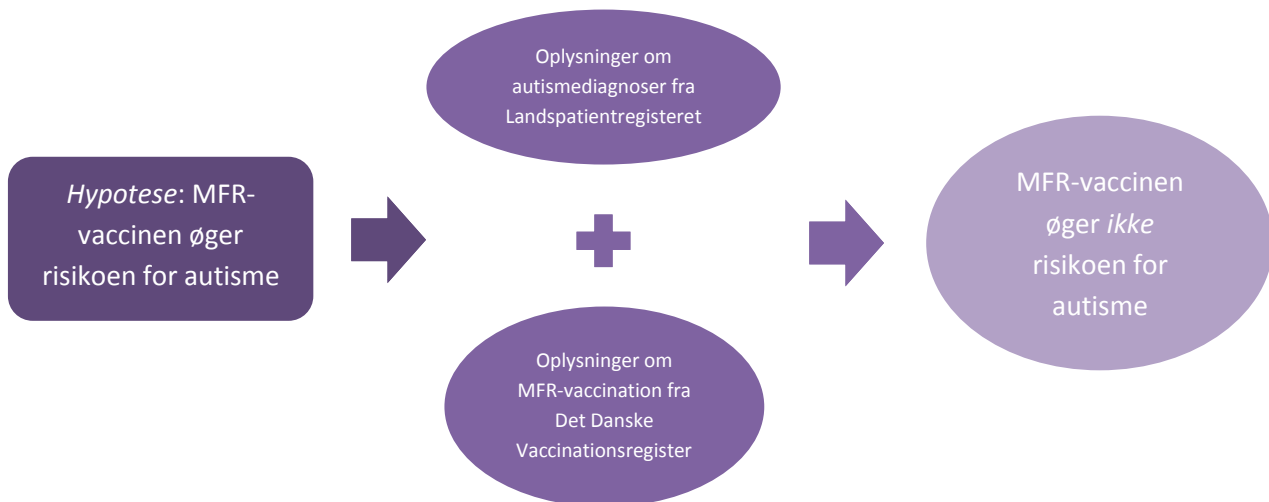 Hypotese: MFR-
vaccinen øger
risikoen for autisme
Oplysninger om
autismediagnoser fra
Landspatientregisteret
Oplysninger om
MFR-vaccination fra
Det Danske
Vaccinationsregister
MFR-vaccinen
øger ikke
risikoen for
autisme